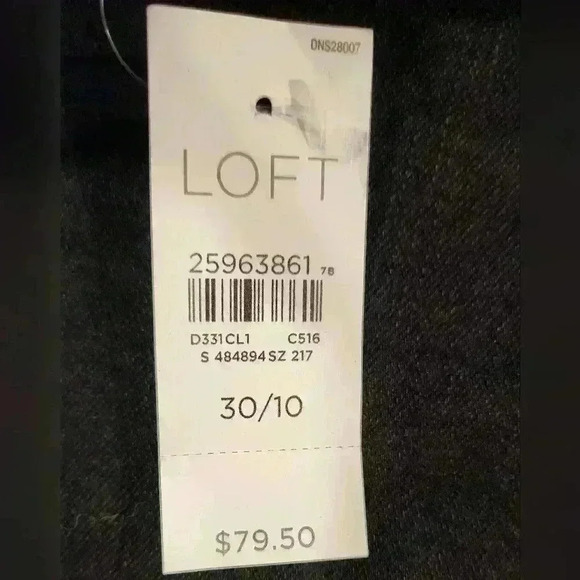 DNS28007
LOFT
25963861 78
D331CL1 C516
S 484894 SZ 217
30/10
$79.50